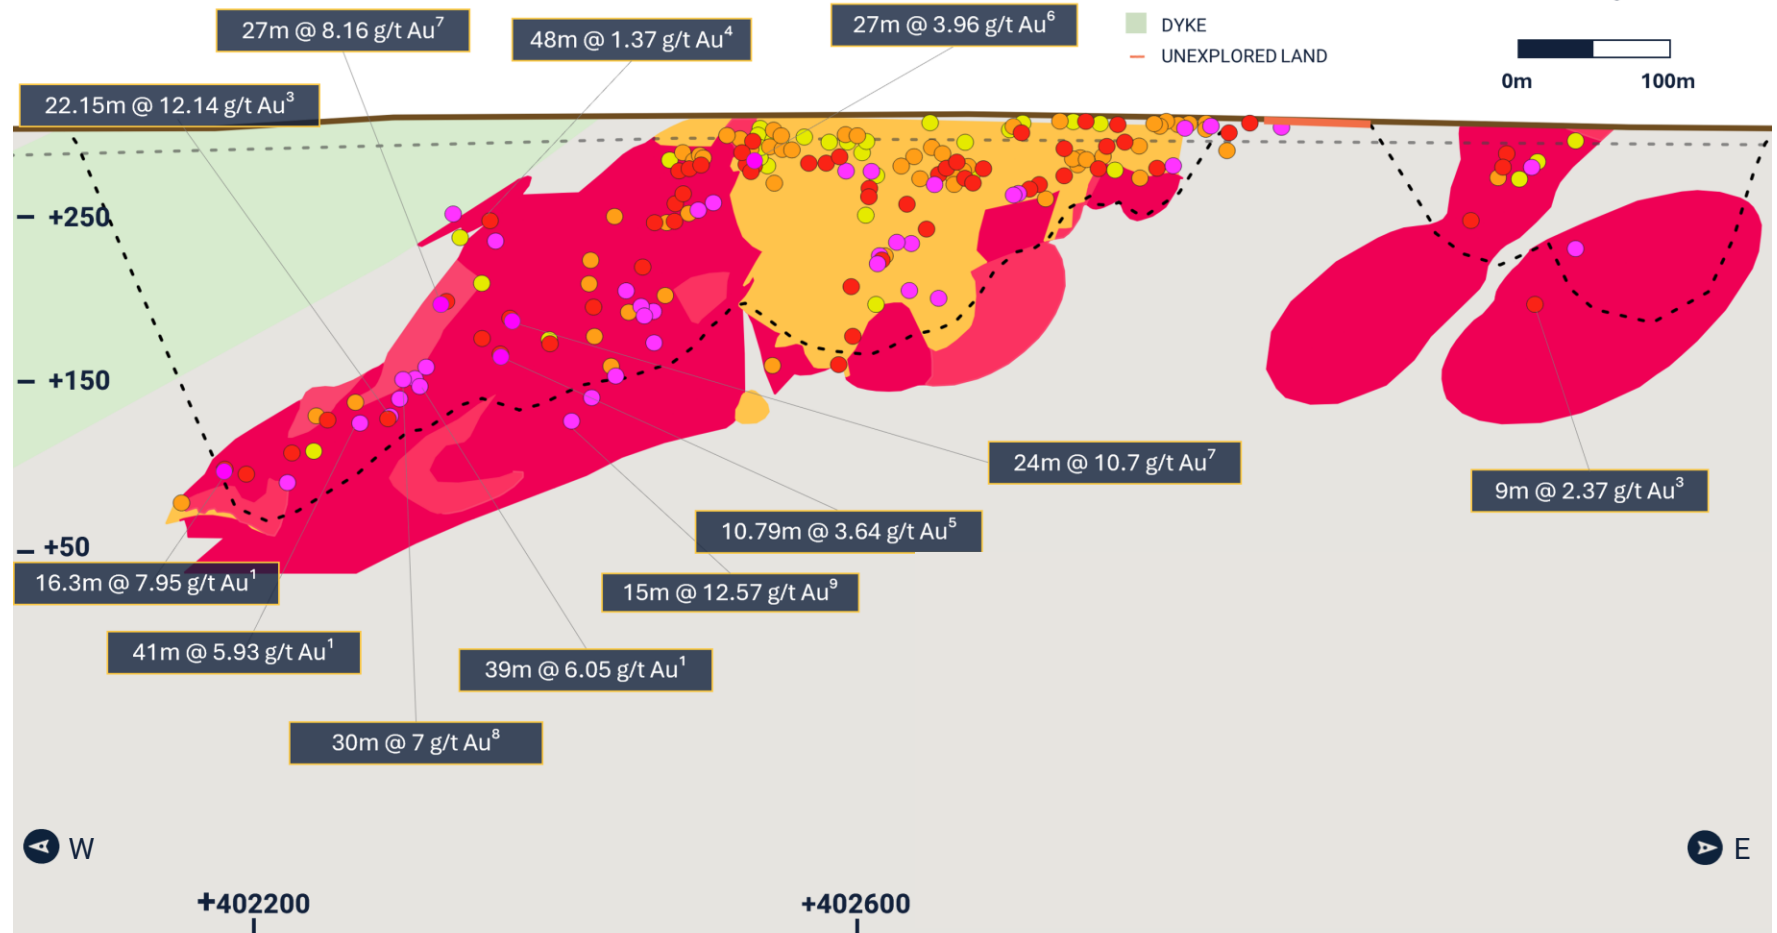 27m @ 8.16 g/t Au⁷
48m @ 1.37 g/t Au⁴
27m @ 3.96 g/t Au⁶
DYKE
UNEXPLORED LAND
0m
100m
22.15m @ 12.14 g/t Au³
+250
+150
+50
24m @ 10.7 g/t Au⁷
9m @ 2.37 g/t Au³
10.79m @ 3.64 g/t Au⁵
16.3m @ 7.95 g/t Au¹
15m @ 12.57 g/t Au⁹
41m @ 5.93 g/t Au¹
39m @ 6.05 g/t Au¹
30m @ 7 g/t Au⁸
W
E
+402200
+402600